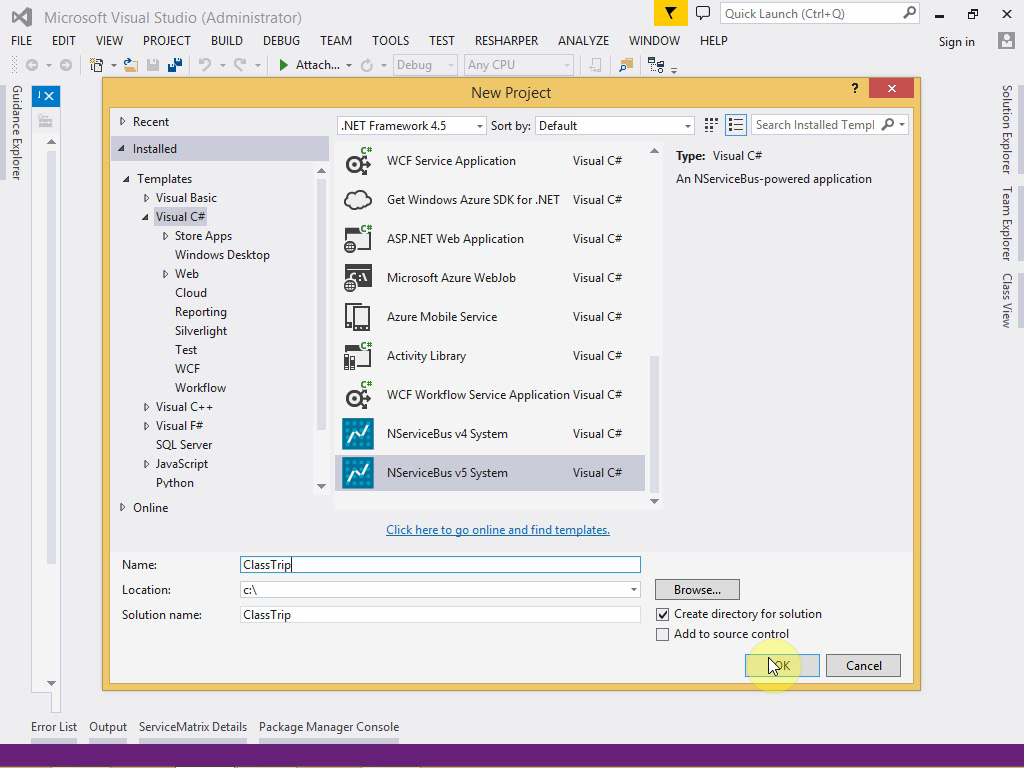 Microsoft Visual Studio (Administrator)
Quick Launch (Ctrl+Q)
FILE EDIT VIEW PROJECT BUILD DEBUG TEAM TOOLS TEST RESHARPER ANALYZE WINDOW HELP
Sign in
Attach... Debug Any CPU
Guidance Explorer
Solution Explorer
Team Explorer
Class View
New Project
?
Recent
Installed
Templates
Visual Basic
Visual C#
Store Apps
Windows Desktop
Web
Cloud
Reporting
Silverlight
Test
WCF
Workflow
Visual C++
Visual F#
SQL Server
JavaScript
Python
Online
.NET Framework 4.5 Sort by: Default
Search Installed Templ
WCF Service Application Visual C#
Get Windows Azure SDK for .NET Visual C#
ASP.NET Web Application Visual C#
Microsoft Azure WebJob Visual C#
Azure Mobile Service Visual C#
Activity Library Visual C#
WCF Workflow Service Application Visual C#
NServiceBus v4 System Visual C#
NServiceBus v5 System Visual C#
Type: Visual C#
An NServiceBus-powered application
Click here to go online and find templates.
Name: ClassTrip
Location: c:\ Browse...
Solution name: ClassTrip
Create directory for solution
Add to source control
OK Cancel
Error List Output ServiceMatrix Details Package Manager Console